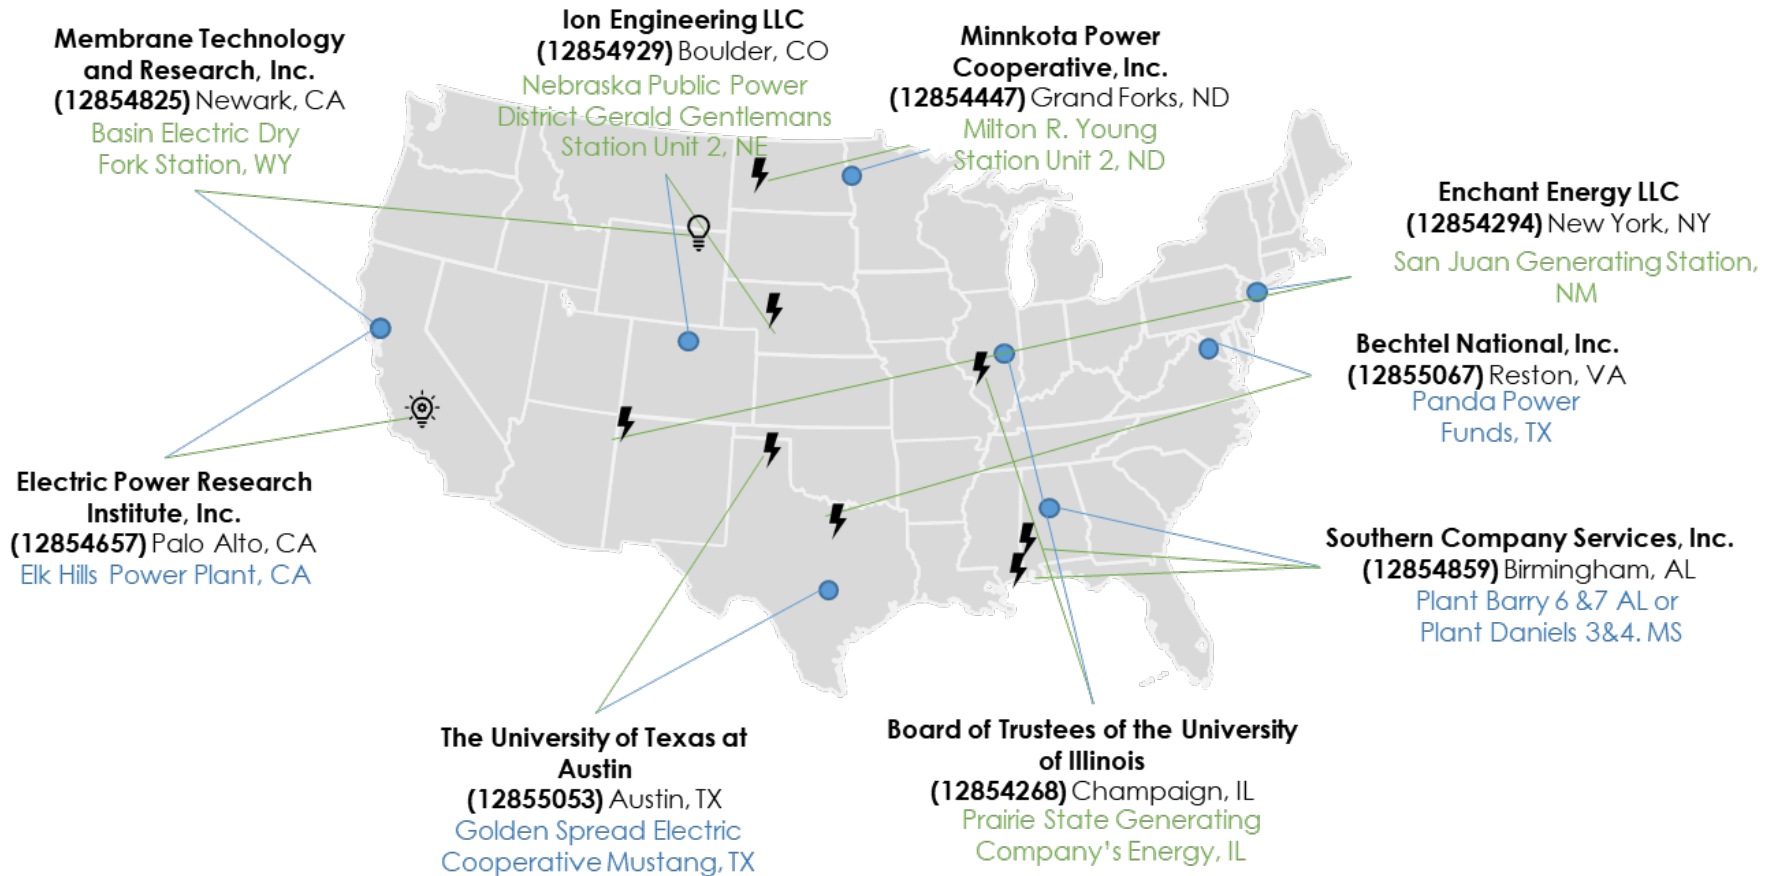 Membrane Technology
and Research, Inc.
(12854825) Newark, CA
Basin Electric Dry
Fork Station, WY
Ion Engineering LLC
(12854929) Boulder, CO
Nebraska Public Power
District Gerald Gentlemans
Station Unit 2, NE
Minnkota Power
Cooperative, Inc.
(12854447) Grand Forks, ND
Milton R. Young
Station Unit 2, ND
Enchant Energy LLC
(12854294) New York, NY
San Juan Generating Station,
NM
Bechtel National, Inc.
(12855067) Reston, VA
Panda Power
Funds, TX
Electric Power Research
Institute, Inc.
(12854657) Palo Alto, CA
Elk Hills Power Plant, CA
Southern Company Services, Inc.
(12854859) Birmingham, AL
Plant Barry 6 &7 AL or
Plant Daniels 3&4. MS
The University of Texas at
Austin
(12855053) Austin, TX
Golden Spread Electric
Cooperative Mustang, TX
Board of Trustees of the University
of Illinois
(12854268) Champaign, IL
Prairie State Generating
Company's Energy, IL